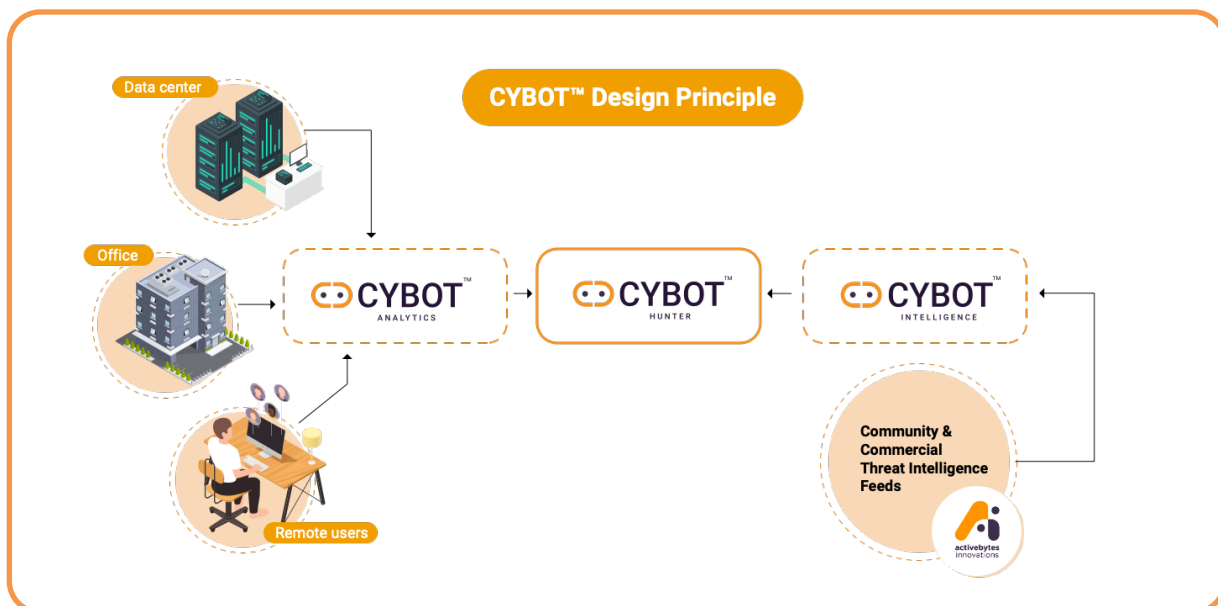 Data center
CYBOT™ Design Principle
Office
CYBOT™
ANALYTICS
CYBOT™
HUNTER
CYBOT™
INTELLIGENCE
Community &
Commercial
Threat Intelligence
Feeds
activebytes
innovations
Remote users